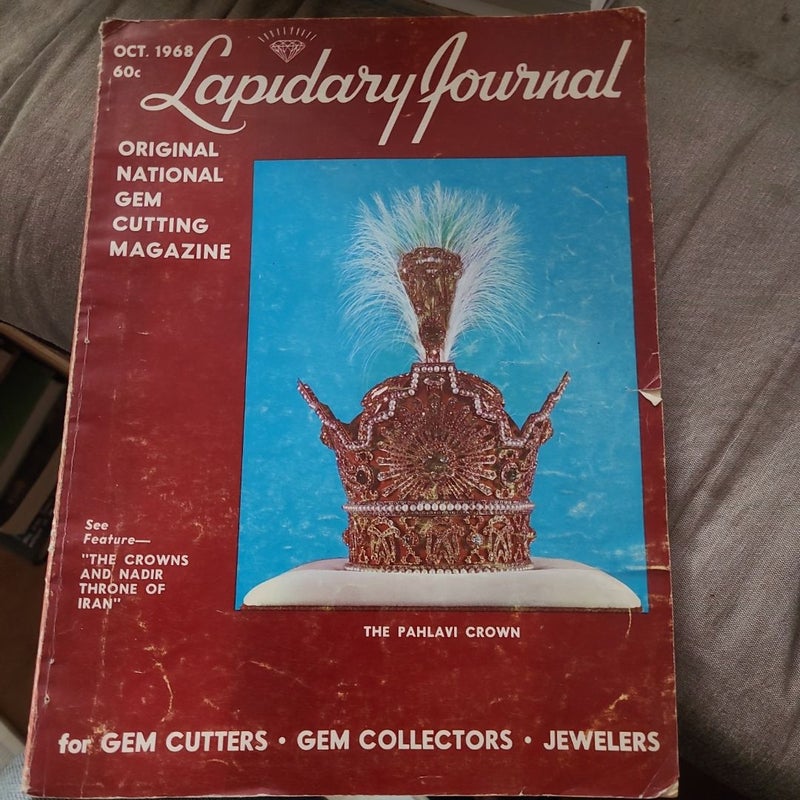 OCT. 1968
60c
Lapidary Journal
ORIGINAL
NATIONAL
GEM
CUTTING
MAGAZINE
See
Feature—
"THE CROWNS
AND NADIR
THRONE OF
IRAN"
THE PAHLAVI CROWN
for GEM CUTTERS • GEM COLLECTORS • JEWELERS